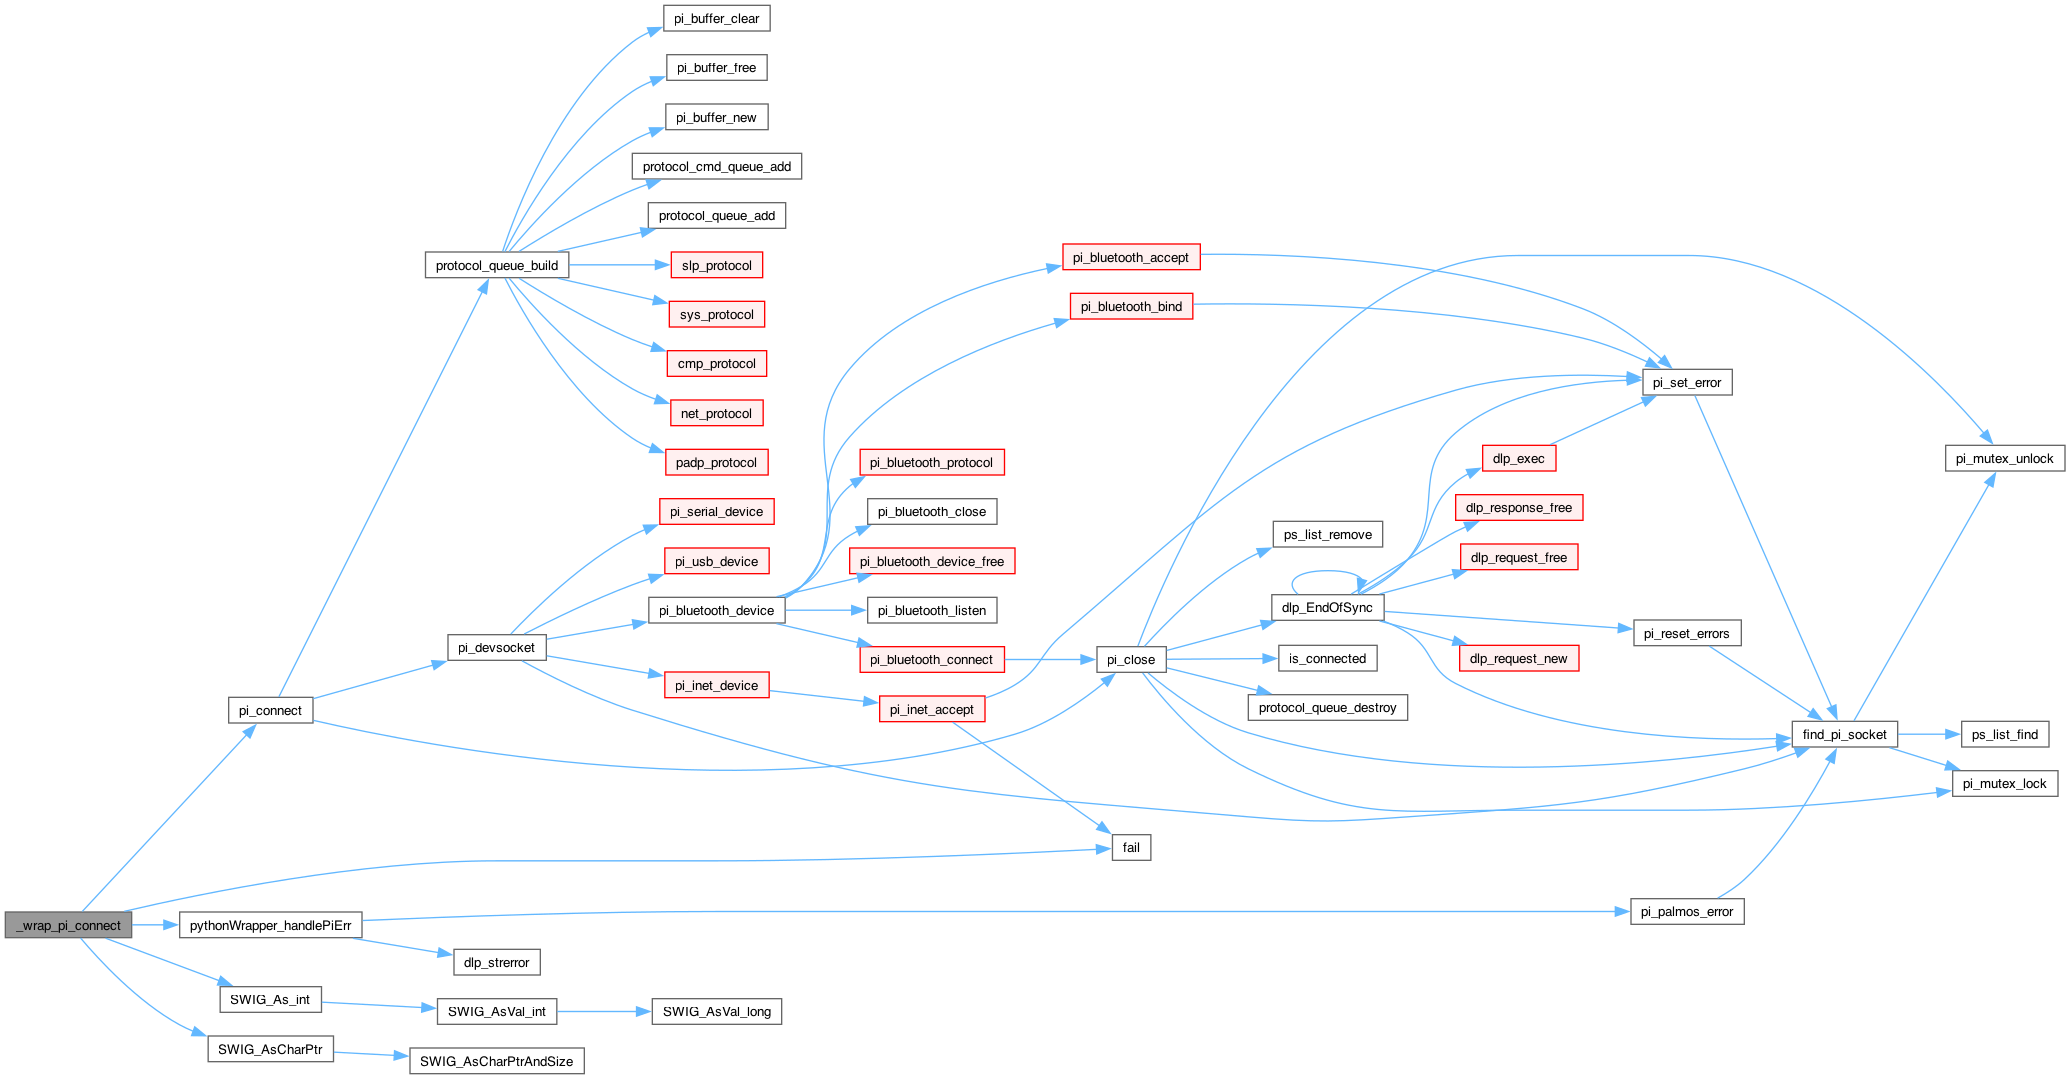 pi_buffer_clear
pi_buffer_free
pi_buffer_new
protocol_cmd_queue_add
protocol_queue_add
pi_bluetooth_accept
protocol_queue_build
slp_protocol
pi_bluetooth_bind
sys_protocol
cmp_protocol
pi_set_error
net_protocol
padp_protocol
pi_bluetooth_protocol
dlp_exec
pi_mutex_unlock
pi_serial_device
pi_bluetooth_close
dlp_response_free
ps_list_remove
pi_usb_device
pi_bluetooth_device_free
dlp_request_free
pi_bluetooth_device
pi_bluetooth_listen
dlp_EndOfSync
pi_reset_errors
pi_devsocket
pi_bluetooth_connect
pi_close
is_connected
dlp_request_new
pi_inet_device
pi_connect
pi_inet_accept
protocol_queue_destroy
find_pi_socket
ps_list_find
pi_mutex_lock
fail
_wrap_pi_connect
pythonWrapper_handlePiErr
pi_palmos_error
dlp_strerror
SWIG_As_int
SWIG_AsVal_int
SWIG_AsVal_long
SWIG_AsCharPtr
SWIG_AsCharPtrAndSize